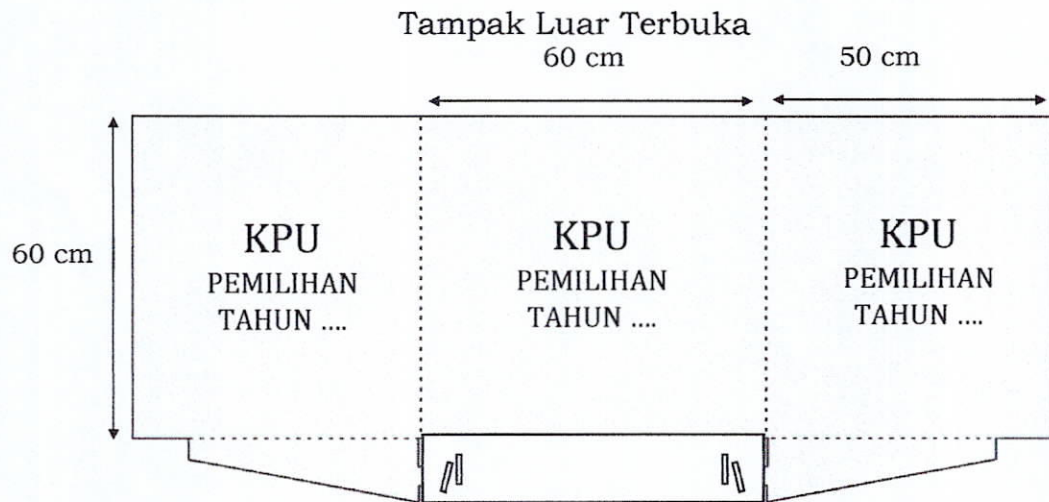 Tampak Luar Terbuka
60 cm
50 cm
60 cm
KPU
PEMILIHAN
TAHUN ....
KPU
PEMILIHAN
TAHUN ....
KPU
PEMILIHAN
TAHUN ....